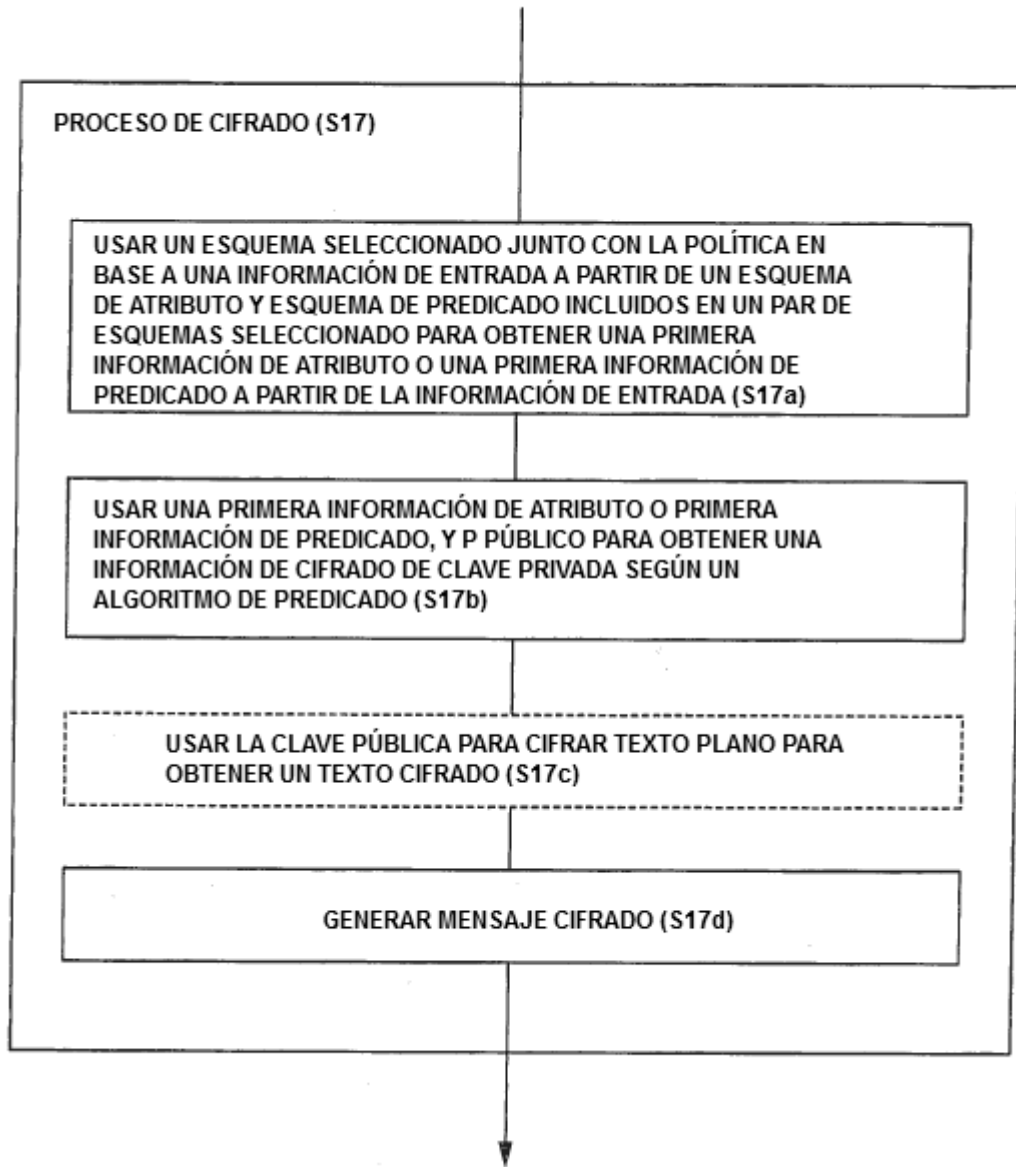 PROCESO DE CIFRADO (S17)
USAR UN ESQUEMA SELECCIONADO JUNTO CON LA POLÍTICA EN
BASE A UNA INFORMACIÓN DE ENTRADA A PARTIR DE UN ESQUEMA
DE ATRIBUTO Y ESQUEMA DE PREDICADO INCLUIDOS EN UN PAR DE
ESQUEMAS SELECCIONADO PARA OBTENER UNA PRIMERA
INFORMACIÓN DE ATRIBUTO O UNA PRIMERA INFORMACIÓN DE
PREDICADO A PARTIR DE LA INFORMACIÓN DE ENTRADA (S17a)
USAR UNA PRIMERA INFORMACIÓN DE ATRIBUTO O PRIMERA
INFORMACIÓN DE PREDICADO, Y P PÚBLICO PARA OBTENER UNA
INFORMACIÓN DE CIFRADO DE CLAVE PRIVADA SEGÚN UN
ALGORITMO DE PREDICADO (S17b)
USAR LA CLAVE PÚBLICA PARA CIFRAR TEXTO PLANO PARA
OBTENER UN TEXTO CIFRADO (S17c)
GENERAR MENSAJE CIFRADO (S17d)